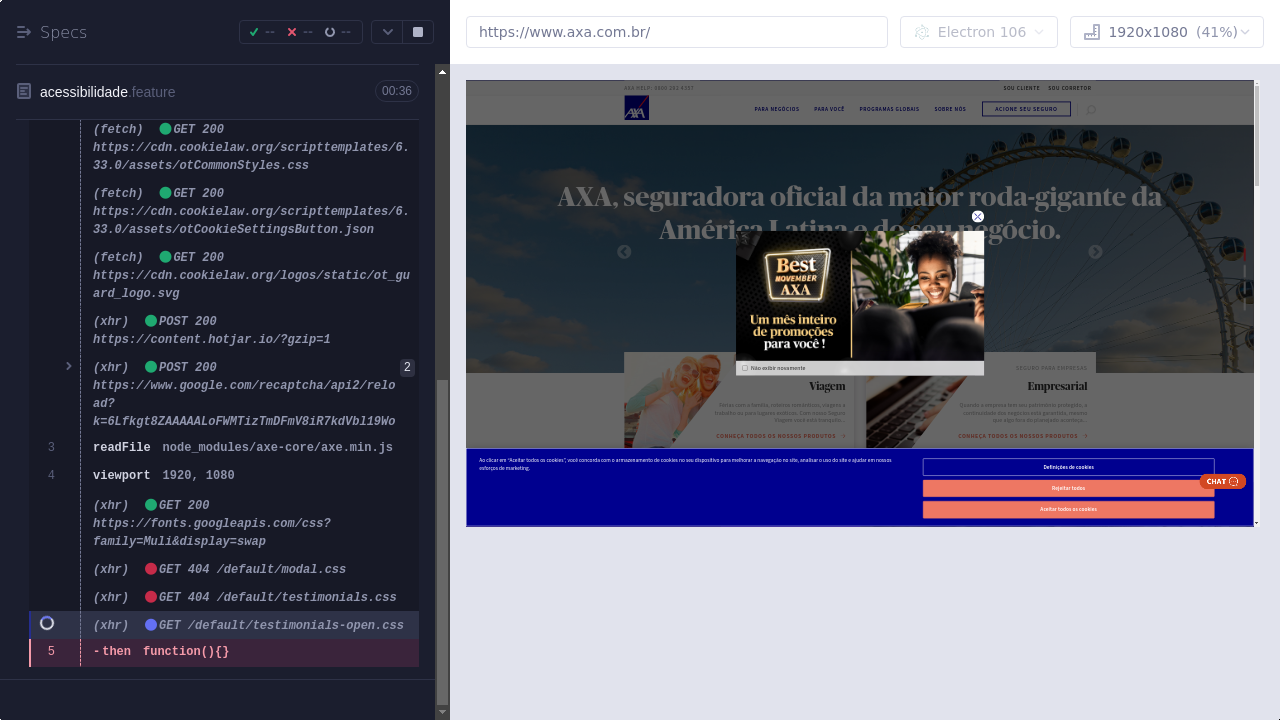 Specs
--
--
--
https://www.axa.com.br/
Electron 106
1920x1080 (41%)
acessibilidade feature
00:36
(fetch) GET 200
https://cdn.cookielaw.org/scripttemplates/6.
33.0/assets/otCommonStyles.css
(fetch) GET 200
https://cdn.cookielaw.org/scripttemplates/6.
33.0/assets/otCookieSettingsButton.json
(fetch) GET 200
https://cdn.cookielaw.org/logos/static/ot_gu
ard_logo.svg
(xhr) POST 200
https://content.hotjar.io/?gzip=1
(xhr) POST 200
2
https://www.google.com/recaptcha/api2/relo
ad?
k=6Lfkq_8ZAAAAALoFWMTizTMDFmNUmxUnzUhJd9Wo
3 readFile node_modules/axe-core/axe.min.js
4 viewport 1920, 1080
(xhr) GET 200
https://fonts.googleapis.com/css?
family=Muli&display=swap
(xhr) GET 404 /default/modal.css
(xhr) GET 404 /default/testimonials.css
(xhr) GET /default/testimonials-open.css
5 -then function(){}
SOU CLIENTE SOU CORRETOR
AXA
PARA NEGÓCIOS PARA VOCÊ PROGRAMAS GLOBAIS SOBRE NÓS ACIONE SEU SEGURO
AXA, seguradora oficial da maior roda-gigante da
América Latina e do seu negócio.
Best
NOVEMBER
AXA
Um mês inteiro
de promoções
para você !
Não exibir novamente
Viagem
CONHEÇA TODOS OS NOSSOS PRODUTOS
SEGURO PARA EMPRESAS
Empresarial
CONHEÇA TODOS OS NOSSOS PRODUTOS
Ao clicar em "Aceitar todos os cookies", você concorda com o armazenamento de cookies no seu dispositivo para melhorar a navegação no site, analisar o uso do site e ajudar em nossos
esforços de marketing.
Definições de cookies
Rejeitar todos
Aceitar todos os cookies
CHAT